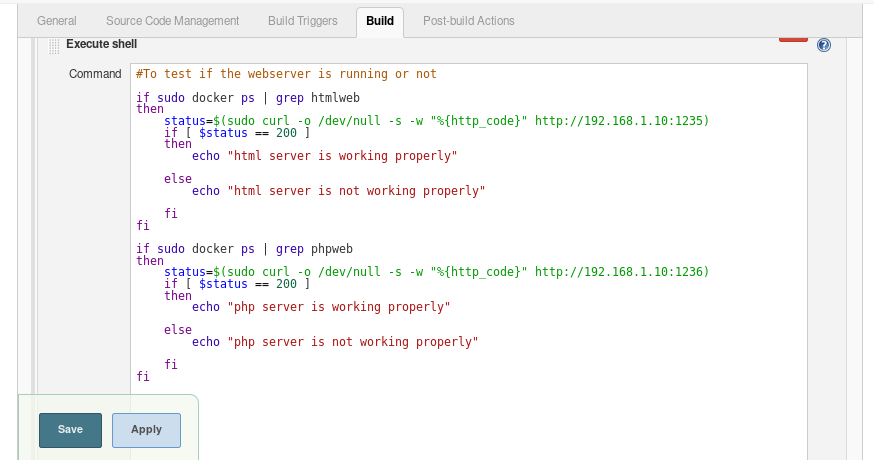 General Source Code Management Build Triggers Build Post-build Actions
Execute shell
?
Command
#To test if the webserver is running or not
if sudo docker ps | grep htmlweb
then
    status=$(sudo curl -o /dev/null -s -w "%{http_code}" http://192.168.1.10:1235)
    if [ $status == 200 ]
    then
        echo "html server is working properly"
    else
        echo "html server is not working properly"
    fi
fi
if sudo docker ps | grep phpweb
then
    status=$(sudo curl -o /dev/null -s -w "%{http_code}" http://192.168.1.10:1236)
    if [ $status == 200 ]
    then
        echo "php server is working properly"
    else
        echo "php server is not working properly"
    fi
fi
Save Apply